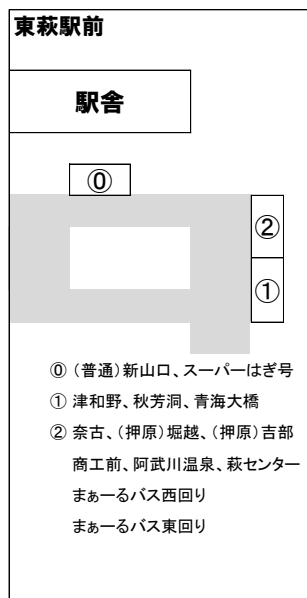 東萩駅前
駅舎
⓪
②
①
⓪（普通）新山口、スーパーはぎ号
① 津和野、秋芳洞、青海大橋
② 奈古、（押原）堀越、（押原）吉部
商工前、阿武川温泉、萩センター
まぁーるバス西回り
まぁーるバス東回り